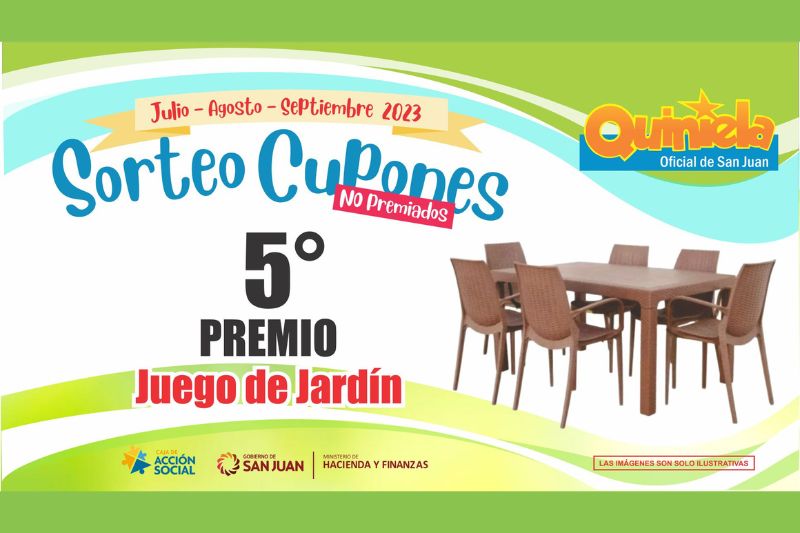 Julio - Agosto - Septiembre 2023
Sorteo Cupones
NO Premiados
Quiniela
Oficial de San Juan
5°
PREMIO
Juego de Jardín
CAJA DE
ACCIÓN
SOCIAL
GOBIERNO DE
SAN JUAN
MINISTERIO DE
HACIENDA Y FINANZAS
LAS IMÁGENES SON SOLO ILUSTRATIVAS